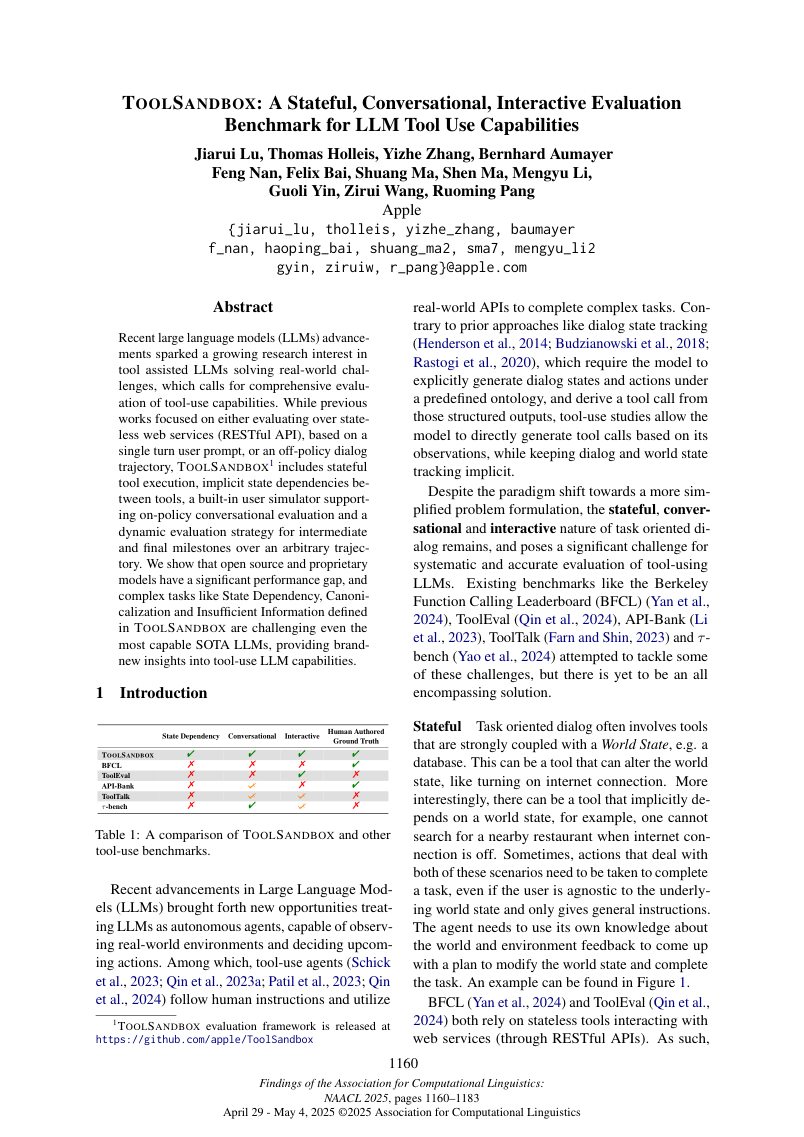 TOOLSANDBOX: A Stateful, Conversational, Interactive Evaluation
Benchmark for LLM Tool Use Capabilities
Jiarui Lu, Thomas Holleis, Yizhe Zhang, Bernhard Aumayer
Feng Nan, Felix Bai, Shuang Ma, Shen Ma, Mengyu Li,
Guoli Yin, Zirui Wang, Ruoming Pang
Apple
{jiarui_lu, tholleis, yizhe_zhang, baumayer
f_nan, haoping_bai, shuang_ma2, sma7, mengyu_li2
gyin, ziruiw, r_pang}@apple.com
Abstract
Recent large language models (LLMs) advance-
ments sparked a growing research interest in
tool assisted LLMs solving real-world chal-
lenges, which calls for comprehensive evalu-
ation of tool-use capabilities. While previous
works focused on either evaluating over state-
less web services (RESTful API), based on a
single turn user prompt, or an off-policy dialog
trajectory, TOOLSANDBOX1 includes stateful
tool execution, implicit state dependencies be-
tween tools, a built-in user simulator support-
ing on-policy conversational evaluation and a
dynamic evaluation strategy for intermediate
and final milestones over an arbitrary trajec-
tory. We show that open source and proprietary
models have a significant performance gap, and
complex tasks like State Dependency, Canoni-
calization and Insufficient Information defined
in TOOLSANDBOX are challenging even the
most capable SOTA LLMs, providing brand-
new insights into tool-use LLM capabilities.
1 Introduction
State Dependency Conversational Interactive Human Authored
Ground Truth
TOOLSANDBOX ✓ ✓ ✓ ✓
BFCL ✗ ✗ ✗ ✓
ToolEval ✗ ✗ ✓ ✗
API-Bank ✗ ✓ ✗ ✓
ToolTalk ✗ ✓ ✓ ✗
τ-bench ✗ ✓ ✓ ✗
Table 1: A comparison of TOOLSANDBOX and other
tool-use benchmarks.
Recent advancements in Large Language Mod-
els (LLMs) brought forth new opportunities treat-
ing LLMs as autonomous agents, capable of observ-
ing real-world environments and deciding upcom-
ing actions. Among which, tool-use agents (Schick
et al., 2023; Qin et al., 2023a; Patil et al., 2023; Qin
et al., 2024) follow human instructions and utilize
1TOOLSANDBOX evaluation framework is released at
https://github.com/apple/ToolSandbox
real-world APIs to complete complex tasks. Con-
trary to prior approaches like dialog state tracking
(Henderson et al., 2014; Budzianowski et al., 2018;
Rastogi et al., 2020), which require the model to
explicitly generate dialog states and actions under
a predefined ontology, and derive a tool call from
those structured outputs, tool-use studies allow the
model to directly generate tool calls based on its
observations, while keeping dialog and world state
tracking implicit.
Despite the paradigm shift towards a more sim-
plified problem formulation, the stateful, conver-
sational and interactive nature of task oriented di-
alog remains, and poses a significant challenge for
systematic and accurate evaluation of tool-using
LLMs. Existing benchmarks like the Berkeley
Function Calling Leaderboard (BFCL) (Yan et al.,
2024), ToolEval (Qin et al., 2024), API-Bank (Li
et al., 2023), ToolTalk (Farn and Shin, 2023) and τ-
bench (Yao et al., 2024) attempted to tackle some
of these challenges, but there is yet to be an all
encompassing solution.
Stateful Task oriented dialog often involves tools
that are strongly coupled with a World State, e.g. a
database. This can be a tool that can alter the world
state, like turning on internet connection. More
interestingly, there can be a tool that implicitly de-
pends on a world state, for example, one cannot
search for a nearby restaurant when internet con-
nection is off. Sometimes, actions that deal with
both of these scenarios need to be taken to complete
a task, even if the user is agnostic to the underly-
ing world state and only gives general instructions.
The agent needs to use its own knowledge about
the world and environment feedback to come up
with a plan to modify the world state and complete
the task. An example can be found in Figure 1.
BFCL (Yan et al., 2024) and ToolEval (Qin et al.,
2024) both rely on stateless tools interacting with
web services (through RESTful APIs). As such,
1160
Findings of the Association for Computational Linguistics:
NAACL 2025, pages 1160–1183
April 29 - May 4, 2025 ©2025 Association for Computational Linguistics